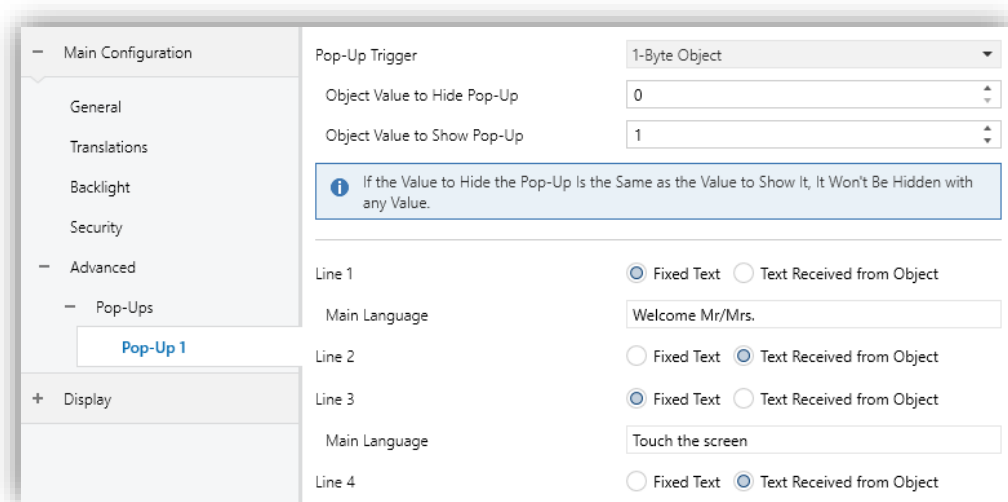 Main Configuration
General
Translations
Backlight
Security
Advanced
Pop-Ups
Pop-Up 1
Display
Pop-Up Trigger
1-Byte Object
Object Value to Hide Pop-Up
0
Object Value to Show Pop-Up
1
If the Value to Hide the Pop-Up Is the Same as the Value to Show It, It Won't Be Hidden with
any Value.
Line 1
Fixed Text
Text Received from Object
Main Language
Welcome Mr/Mrs.
Line 2
Fixed Text
Text Received from Object
Line 3
Fixed Text
Text Received from Object
Main Language
Touch the screen
Line 4
Fixed Text
Text Received from Object